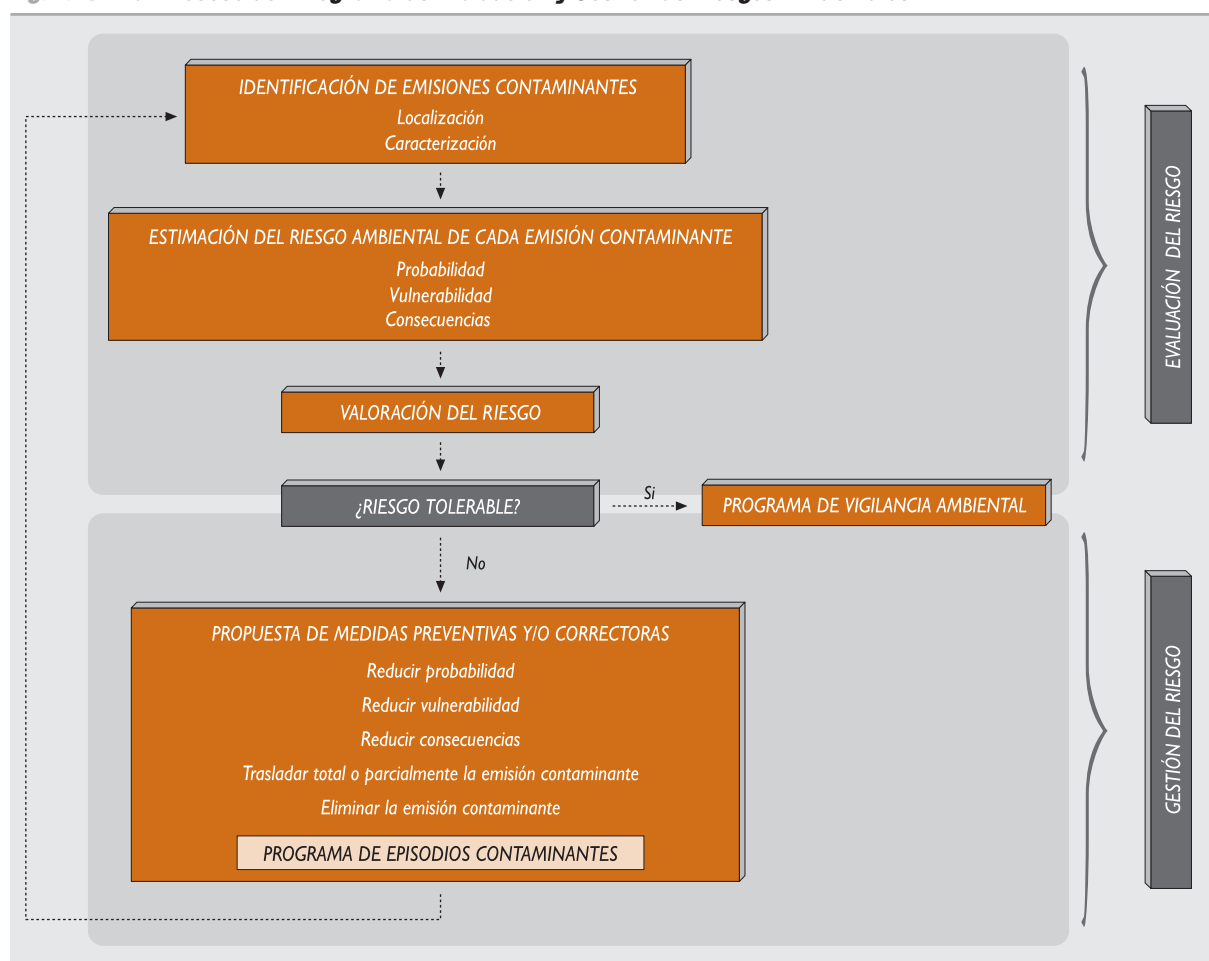 IDENTIFICACIÓN DE EMISIONES CONTAMINANTES
Localización
Caracterización
ESTIMACIÓN DEL RIESGO AMBIENTAL DE CADA EMISIÓN CONTAMINANTE
Probabilidad
Vulnerabilidad
Consecuencias
VALORACIÓN DEL RIESGO
EVALUACIÓN DEL RIESGO
¿RIESGO TOLERABLE?
Si
PROGRAMA DE VIGILANCIA AMBIENTAL
No
PROPUESTA DE MEDIDAS PREVENTIVAS Y/O CORRECTORAS
Reducir probabilidad
Reducir vulnerabilidad
Reducir consecuencias
Trasladar total o parcialmente la emisión contaminante
Eliminar la emisión contaminante
PROGRAMA DE EPISODIOS CONTAMINANTES
GESTIÓN DEL RIESGO